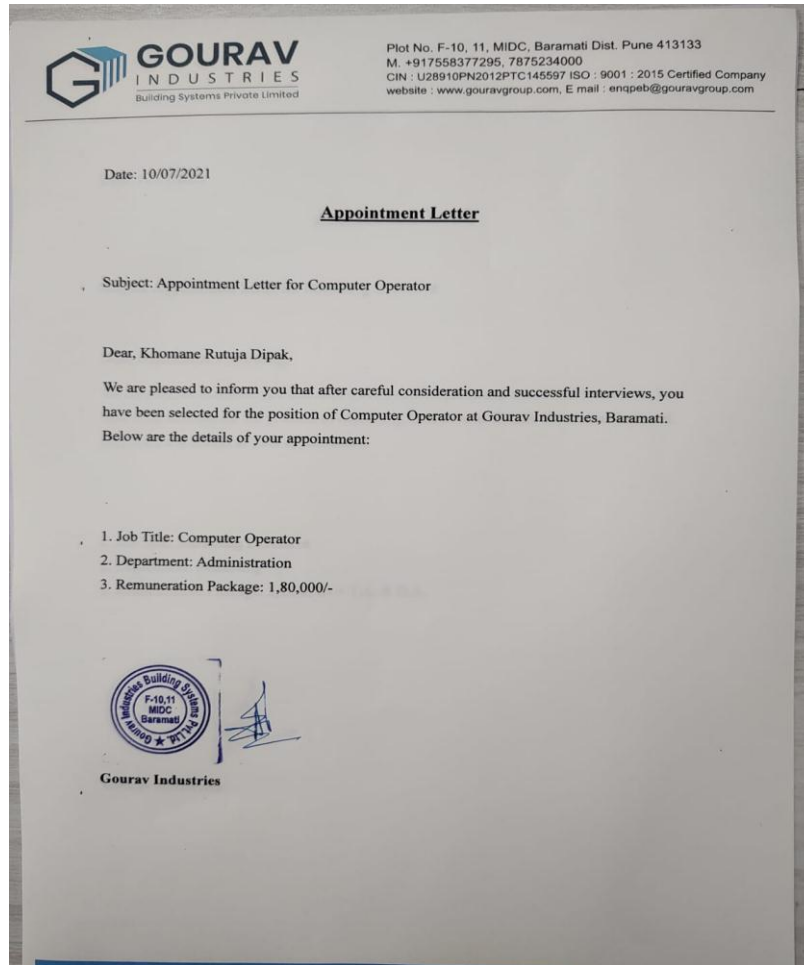 GOURAV
INDUSTRIES
Building Systems Private Limited
Plot No. F-10, 11, MIDC, Baramati Dist. Pune 413133
M. +917558377295, 7875234000
CIN : U28910PN2012PTC145597 ISO : 9001 : 2015 Certified Company
website : www.gouravgroup.com, E mail : enqpeb@gouravgroup.com
Date: 10/07/2021
Appointment Letter
Subject: Appointment Letter for Computer Operator
Dear, Khomane Rutuja Dipak,
We are pleased to inform you that after careful consideration and successful interviews, you
have been selected for the position of Computer Operator at Gourav Industries, Baramati.
Below are the details of your appointment:
1. Job Title: Computer Operator
2. Department: Administration
3. Remuneration Package: 1,80,000/-
Gourav Industries Building Systems Pvt.Ltd.
F-10,11
MIDC
Baramati
Gourav Industries